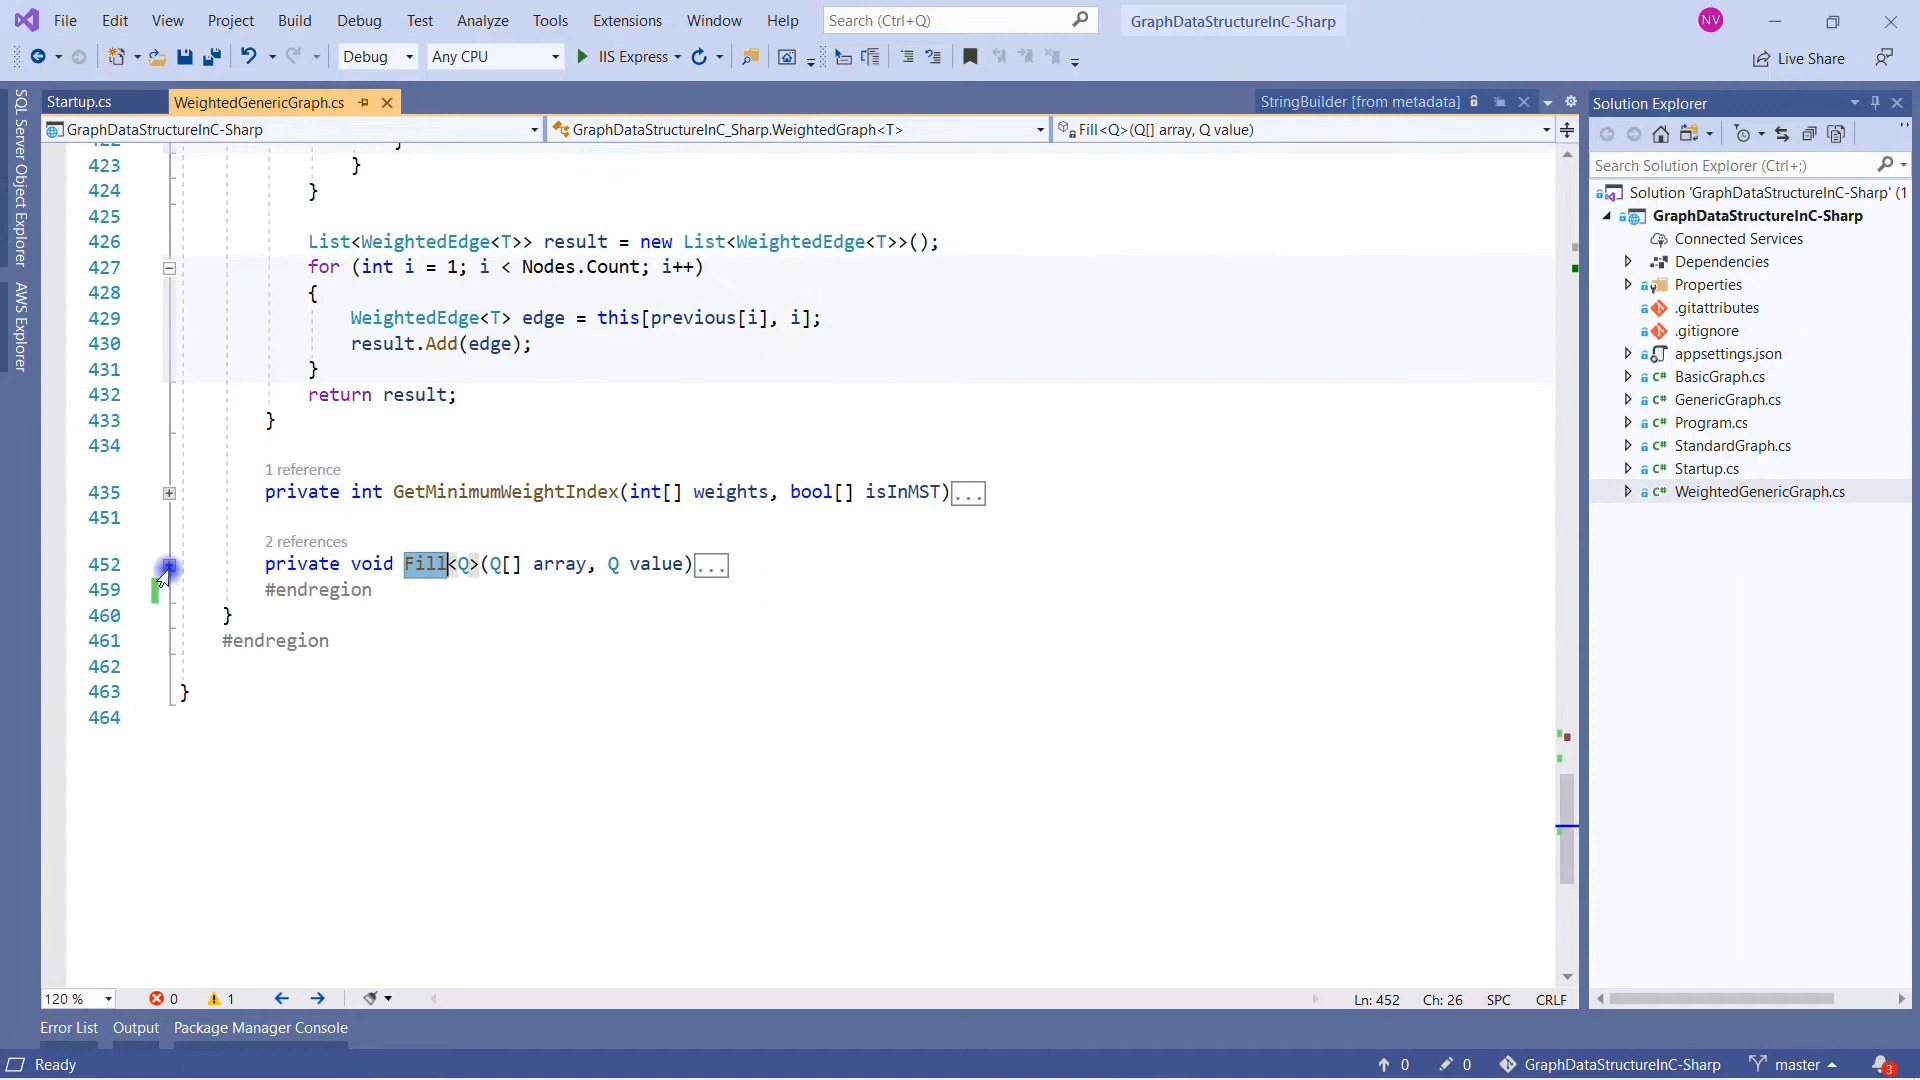 File Edit View Project Build Debug Test Analyze Tools Extensions Window Help Search (Ctrl+Q) GraphDataStructureInC-Sharp NV
Debug Any CPU IIS Express Live Share
Startup.cs WeightedGenericGraph.cs StringBuilder [from metadata]
GraphDataStructureInC-Sharp GraphDataStructureInC_Sharp.WeightedGraph<T> Fill<Q>(Q[] array, Q value)
SQL Server Object Explorer
AWS Explorer
422 }
423 }
424 }
425
426 List<WeightedEdge<T>> result = new List<WeightedEdge<T>>();
427 for (int i = 1; i < Nodes.Count; i++)
428 {
429 WeightedEdge<T> edge = this[previous[i], i];
430 result.Add(edge);
431 }
432 return result;
433 }
434
1 reference
435 private int GetMinimumWeightIndex(int[] weights, bool[] isInMST)...
451
2 references
452 private void Fill<Q>(Q[] array, Q value)...
459 #endregion
460 }
461 #endregion
462
463 }
464
120 % 0 1 Ln: 452 Ch: 26 SPC CRLF
Error List Output Package Manager Console
Ready 0 0 GraphDataStructureInC-Sharp master 3
Solution Explorer
Search Solution Explorer (Ctrl+;)
Solution 'GraphDataStructureInC-Sharp' (1
GraphDataStructureInC-Sharp
Connected Services
Dependencies
Properties
.gitattributes
.gitignore
appsettings.json
C# BasicGraph.cs
C# GenericGraph.cs
C# Program.cs
C# StandardGraph.cs
C# Startup.cs
C# WeightedGenericGraph.cs